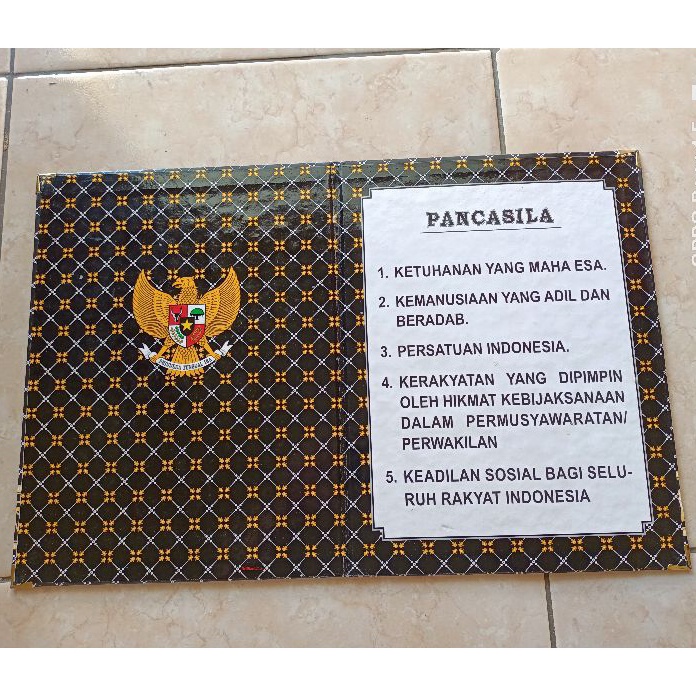 PANCASILA
1. KETUHANAN YANG MAHA ESA.
2. KEMANUSIAAN YANG ADIL DAN
BERADAB.
3. PERSATUAN INDONESIA.
4. KERAKYATAN YANG DIPIMPIN
OLEH HIKMAT KEBIJAKSANAAN
DALAM PERMUSYAWARATAN/
PERWAKILAN
5. KEADILAN SOSIAL BAGI SELU-
RUH RAKYAT INDONESIA